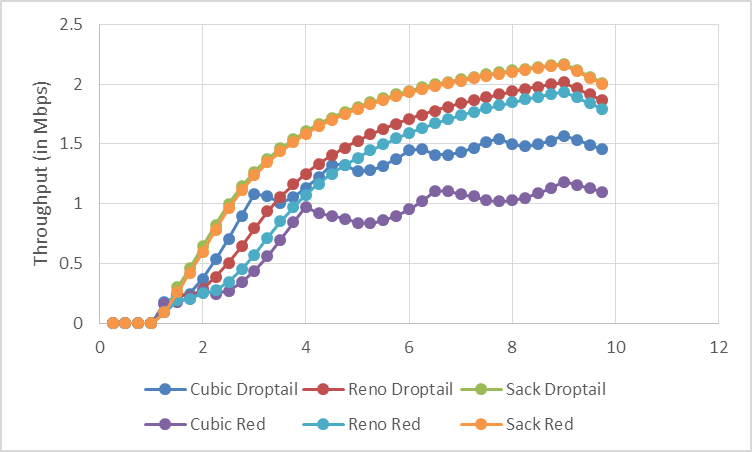 2.5
2
1.5
1
0.5
0
Throughput (in Mbps)
0 2 4 6 8 10 12
Cubic Droptail Reno Droptail Sack Droptail
Cubic Red Reno Red Sack Red